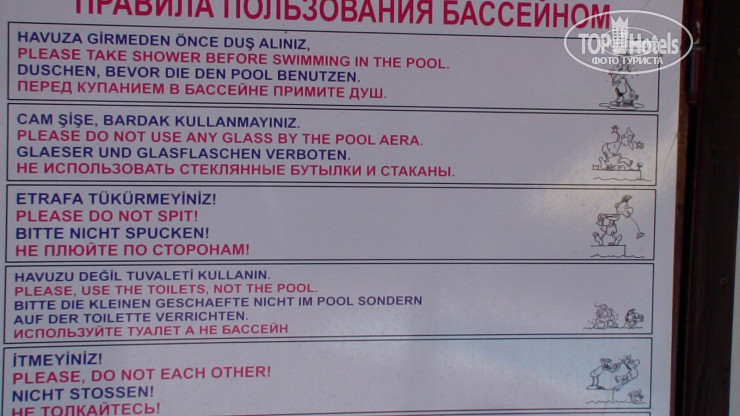 ПРАВИЛА ПОЛЬЗОВАНИЯ БАССЕЙНОМ
TOP Hotels
ФОТО ТУРИСТА
HAVUZA GİRMEDEN ÖNCE DUŞ ALINIZ,
PLEASE TAKE SHOWER BEFORE SWIMMING IN THE POOL.
DUSCHEN, BEVOR DIE DEN POOL BENUTZEN.
ПЕРЕД КУПАНИЕМ В БАССЕЙНЕ ПРИМИТЕ ДУШ.
CAM ŞİŞE, BARDAK KULLANMAYINIZ.
PLEASE DO NOT USE ANY GLASS BY THE POOL AERA.
GLAESER UND GLASFLASCHEN VERBOTEN.
НЕ ИСПОЛЬЗОВАТЬ СТЕКЛЯННЫЕ БУТЫЛКИ И СТАКАНЫ.
ETRAFA TÜKÜRMEYİNİZ!
PLEASE DO NOT SPIT!
BITTE NICHT SPUCKEN!
НЕ ПЛЮЙТЕ ПО СТОРОНАМ!
HAVUZU DEĞİL TUVALETİ KULLANIN.
PLEASE, USE THE TOILETS, NOT THE POOL.
BITTE DIE KLEINEN GESCHAEFTE NICHT IM POOL SONDERN
AUF DER TOILETTE VERRICHTEN.
ИСПОЛЬЗУЙТЕ ТУАЛЕТ А НЕ БАССЕЙН
İTMEYİNİZ!
PLEASE, DO NOT EACH OTHER!
NICHT STOSSEN!
НЕ ТОЛКАЙТЕСЬ!